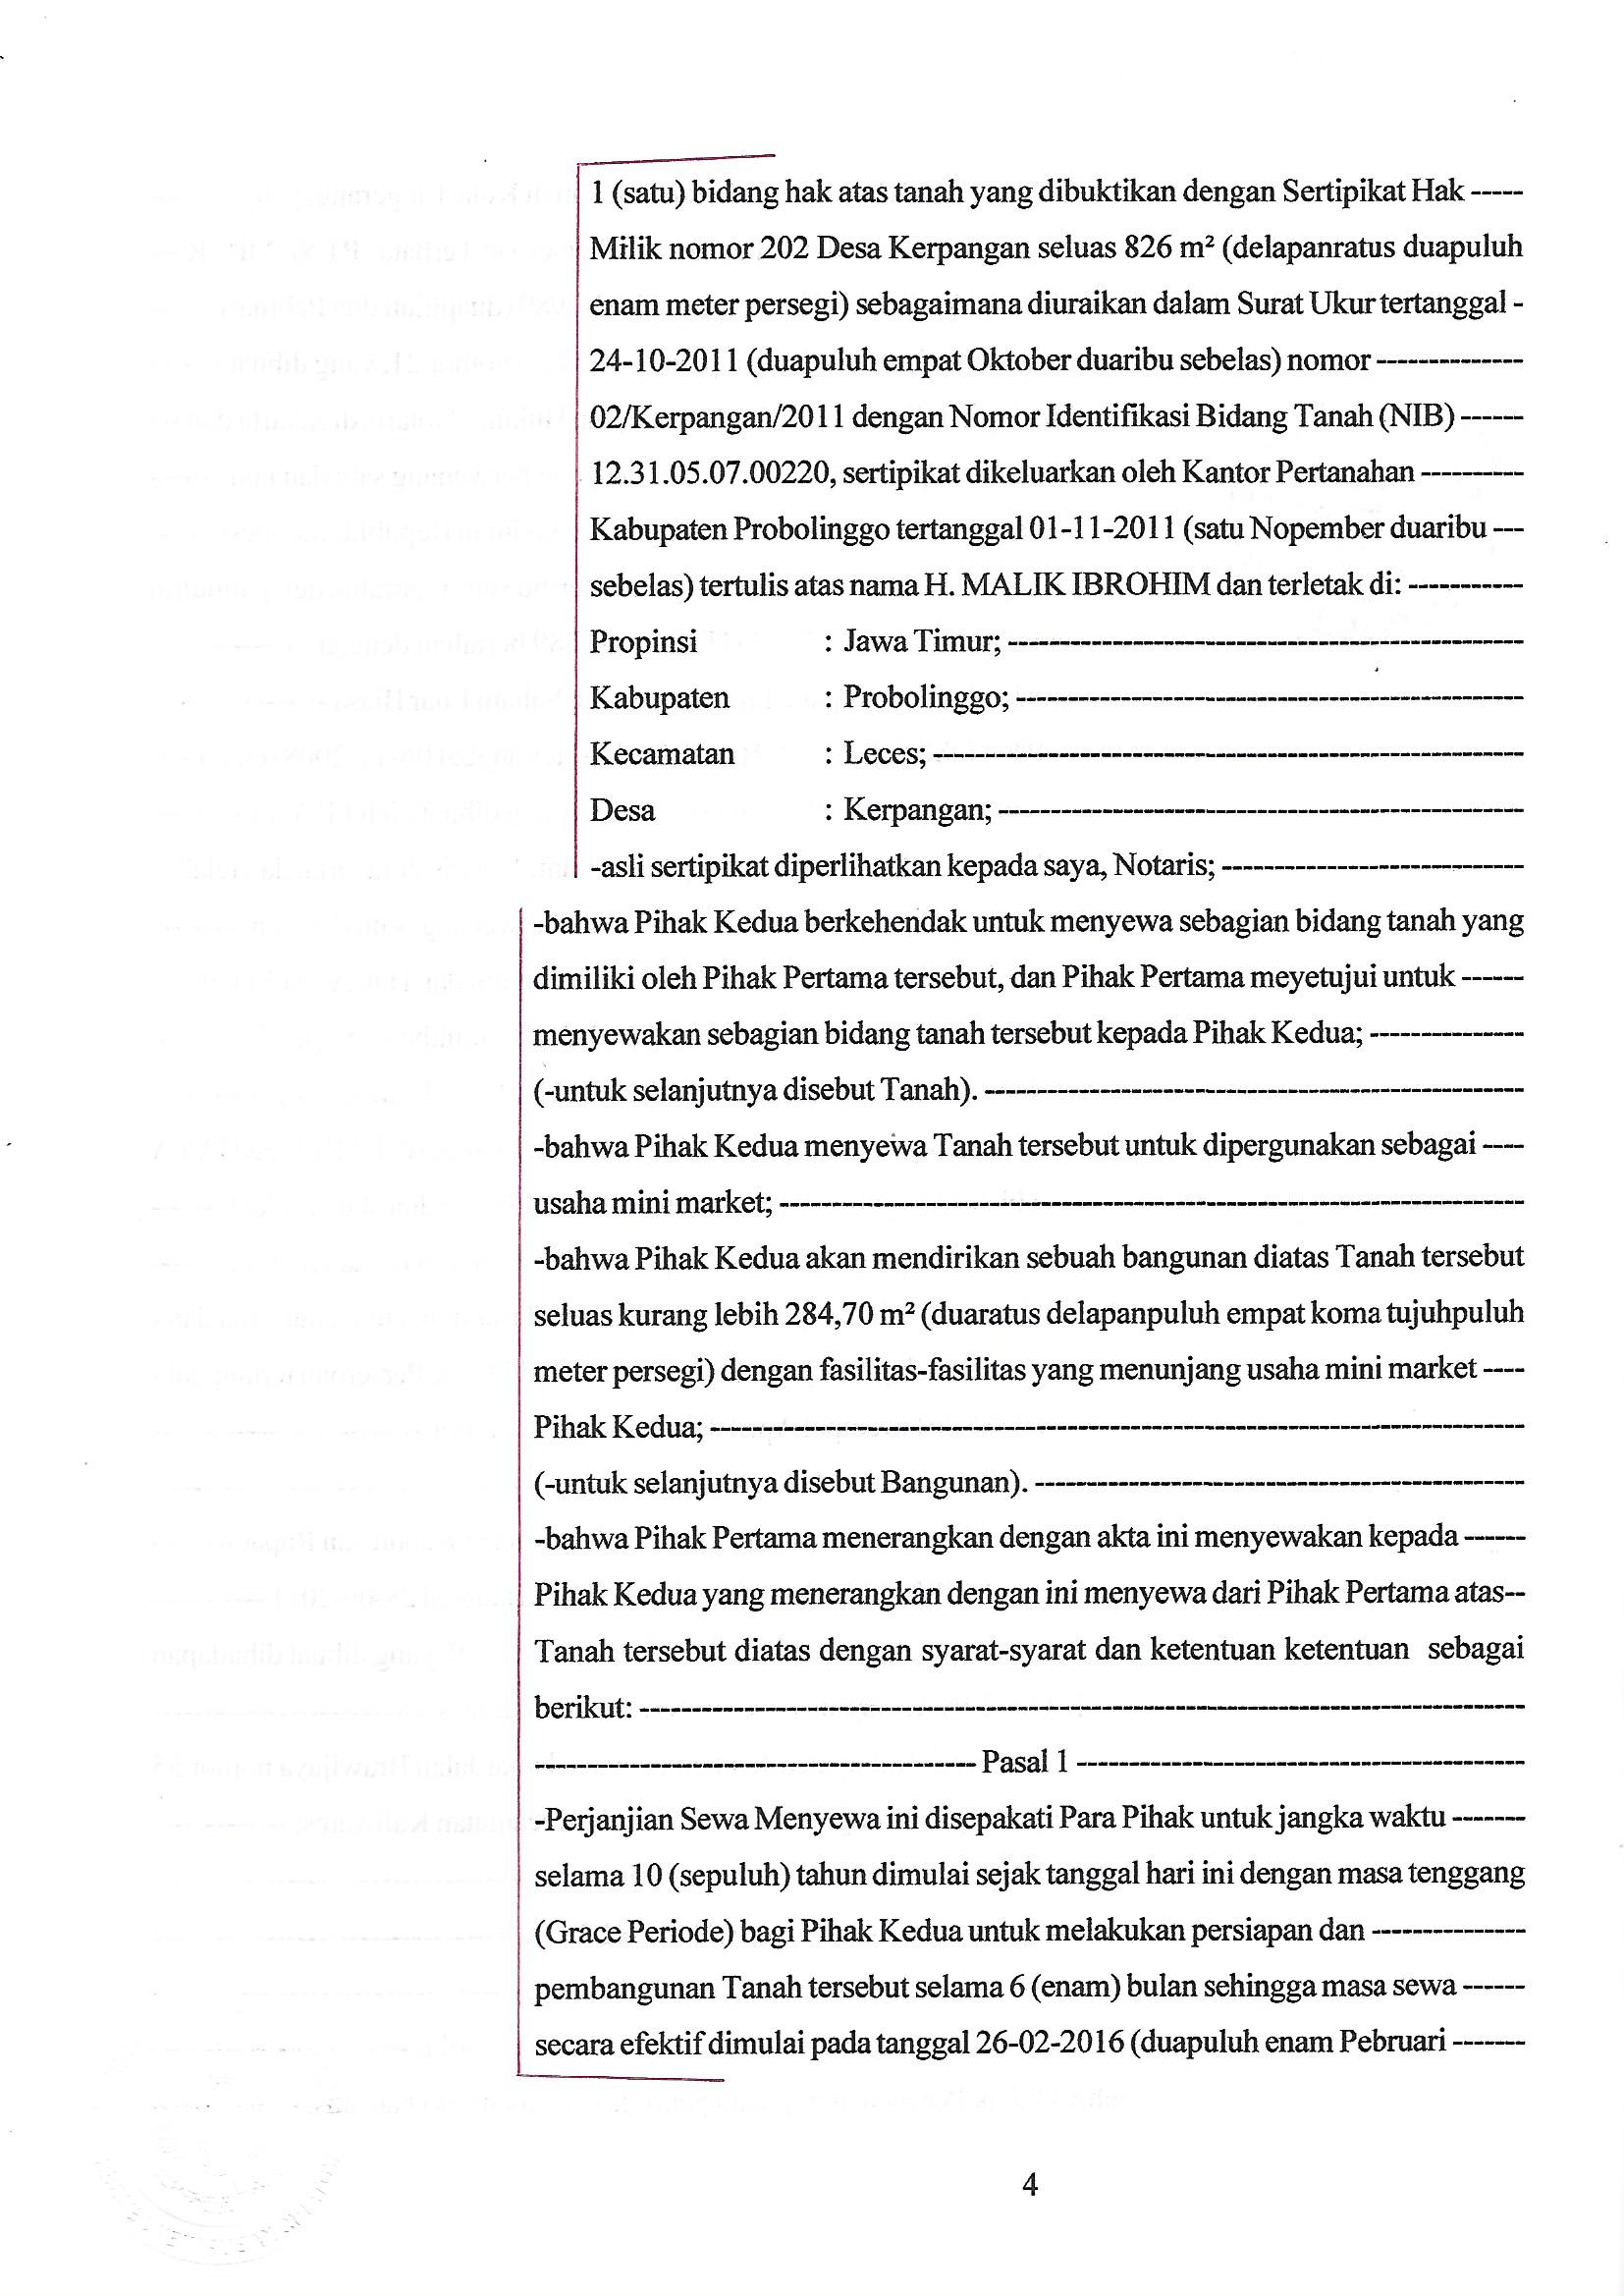 1 (satu) bidang hak atas tanah yang dibuktikan dengan Sertipikat Hak -----
Milik nomor 202 Desa Kerpangan seluas 826 m² (delapanratus duapuluh
enam meter persegi) sebagaimana diuraikan dalam Surat Ukur tertanggal -
24-10-2011 (duapuluh empat Oktober duaribu sebelas) nomor --------------
02/Kerpangan/2011 dengan Nomor Identifikasi Bidang Tanah (NIB) ------
12.31.05.07.00220, sertipikat dikeluarkan oleh Kantor Pertanahan ----------
Kabupaten Probolinggo tertanggal 01-11-2011 (satu Nopember duaribu ---
sebelas) tertulis atas nama H. MALIK IBROHIM dan terletak di: -----------
Propinsi : Jawa Timur; --------------------------------------------------
Kabupaten : Probolinggo; -------------------------------------------------
Kecamatan : Leces; ---------------------------------------------------------
Desa : Kerpangan; ---------------------------------------------------
-asli sertipikat diperlihatkan kepada saya, Notaris; -----------------------------
-bahwa Pihak Kedua berkehendak untuk menyewa sebagian bidang tanah yang
dimiliki oleh Pihak Pertama tersebut, dan Pihak Pertama meyetujui untuk ------
menyewakan sebagian bidang tanah tersebut kepada Pihak Kedua; ---------------
(-untuk selanjutnya disebut Tanah). ----------------------------------------------------
-bahwa Pihak Kedua menyewa Tanah tersebut untuk dipergunakan sebagai ----
usaha mini market; ------------------------------------------------------------------------
-bahwa Pihak Kedua akan mendirikan sebuah bangunan diatas Tanah tersebut
seluas kurang lebih 284,70 m² (duaratus delapanpuluh empat koma tujuhpuluh
meter persegi) dengan fasilitas-fasilitas yang menunjang usaha mini market ----
Pihak Kedua; -------------------------------------------------------------------------------
(-untuk selanjutnya disebut Bangunan). -----------------------------------------------
-bahwa Pihak Pertama menerangkan dengan akta ini menyewakan kepada ------
Pihak Kedua yang menerangkan dengan ini menyewa dari Pihak Pertama atas--
Tanah tersebut diatas dengan syarat-syarat dan ketentuan ketentuan sebagai
berikut: --------------------------------------------------------------------------------------
------------------------------------------- Pasal 1 -------------------------------------------
-Perjanjian Sewa Menyewa ini disepakati Para Pihak untuk jangka waktu -------
selama 10 (sepuluh) tahun dimulai sejak tanggal hari ini dengan masa tenggang
(Grace Periode) bagi Pihak Kedua untuk melakukan persiapan dan ---------------
pembangunan Tanah tersebut selama 6 (enam) bulan sehingga masa sewa ------
secara efektif dimulai pada tanggal 26-02-2016 (duapuluh enam Pebruari -------
4